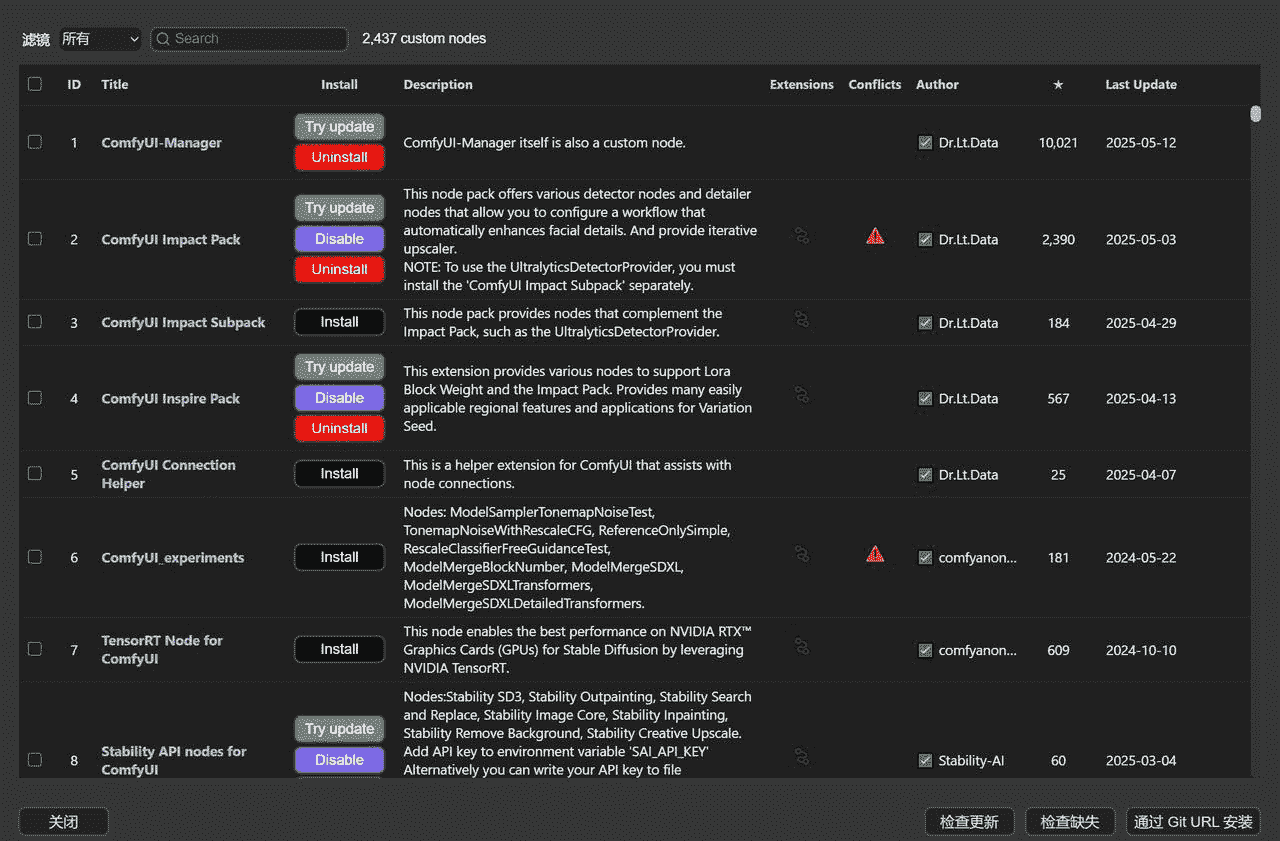 滤镜 所有 Search 2,437 custom nodes
ID Title Install Description Extensions Conflicts Author ★ Last Update
1 ComfyUI-Manager Try update Uninstall ComfyUI-Manager itself is also a custom node. Dr.Lt.Data 10,021 2025-05-12
2 ComfyUI Impact Pack Try update Disable Uninstall
This node pack offers various detector nodes and detailer
nodes that allow you to configure a workflow that
automatically enhances facial details. And provide iterative
upscaler.
NOTE: To use the UltralyticsDetectorProvider, you must
install the 'ComfyUI Impact Subpack' separately.
Dr.Lt.Data 2,390 2025-05-03
3 ComfyUI Impact Subpack Install
This node pack provides nodes that complement the
Impact Pack, such as the UltralyticsDetectorProvider.
Dr.Lt.Data 184 2025-04-29
4 ComfyUI Inspire Pack Try update Disable Uninstall
This extension provides various nodes to support Lora
Block Weight and the Impact Pack. Provides many easily
applicable regional features and applications for Variation
Seed.
Dr.Lt.Data 567 2025-04-13
5 ComfyUI Connection
Helper
Install
This is a helper extension for ComfyUI that assists with
node connections.
Dr.Lt.Data 25 2025-04-07
6 ComfyUI_experiments Install
Nodes: ModelSamplerTonemapNoiseTest,
TonemapNoiseWithRescaleCFG, ReferenceOnlySimple,
RescaleClassifierFreeGuidanceTest,
ModelMergeBlockNumber, ModelMergeSDXL,
ModelMergeSDXLTransformers,
ModelMergeSDXLDetailedTransformers.
comfyanon... 181 2024-05-22
7 TensorRT Node for
ComfyUI
Install
This node enables the best performance on NVIDIA RTX™
Graphics Cards (GPUs) for Stable Diffusion by leveraging
NVIDIA TensorRT.
comfyanon... 609 2024-10-10
8 Stability API nodes for
ComfyUI
Try update
Disable
Nodes:Stability SD3, Stability Outpainting, Stability Search
and Replace, Stability Image Core, Stability Inpainting,
Stability Remove Background, Stability Creative Upscale.
Add API key to environment variable 'SAI_API_KEY'
Alternatively you can write your API key to file
Stability-AI 60 2025-03-04
关闭 检查更新 检查缺失 通过 Git URL 安装